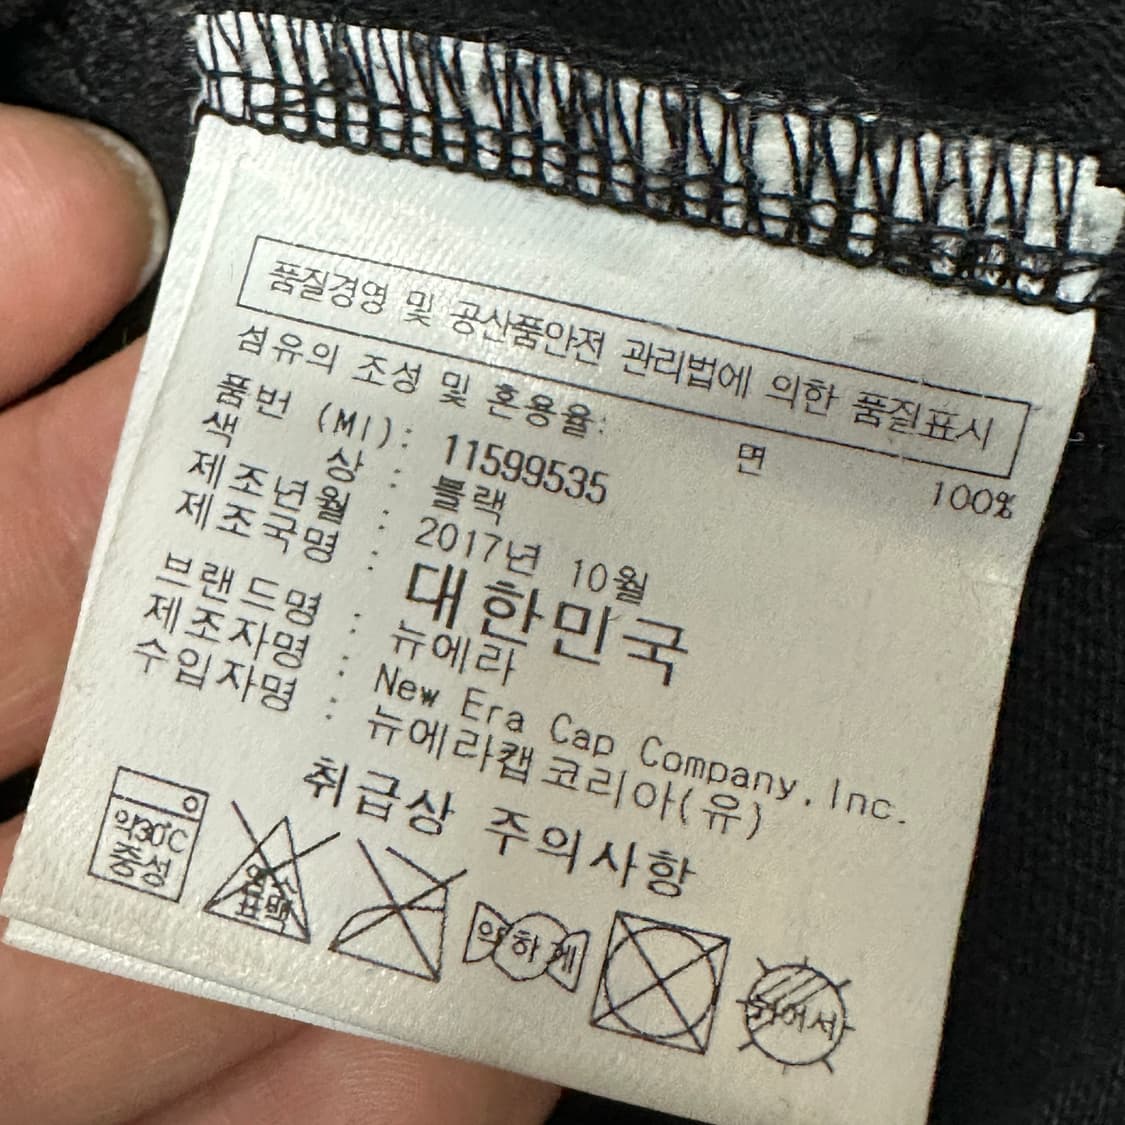 품질경영 및 공산품안전 관리법에 의한 품질표시
섬유의 조성 및 혼용율: 면 100%
품번 (MI): 11599535
색 상 : 블랙
제조년월 : 2017년 10월
제조국명 : 대한민국
브랜드명 : 뉴에라
제조자명 : New Era Cap Company, Inc.
수입자명 : 뉴에라캡코리아(유)
취급상 주의사항
약30℃
중성
염소
표백
약하게
뉘어서